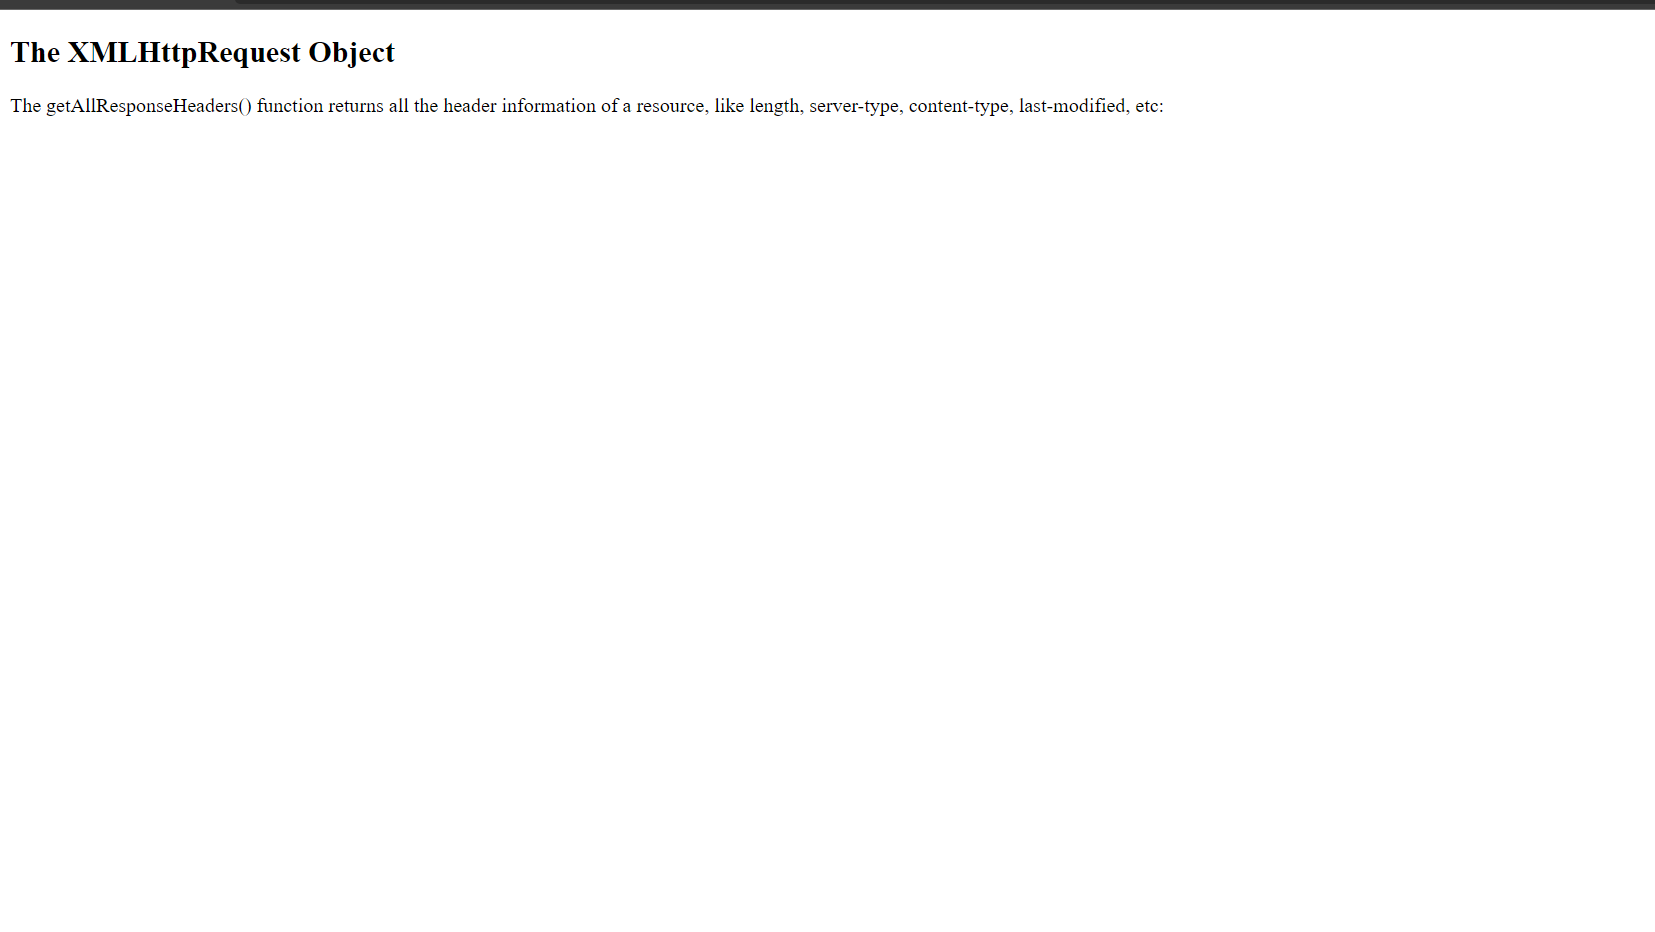 The XMLHttpRequest Object
The getAllResponseHeaders() function returns all the header information of a resource, like length, server-type, content-type, last-modified, etc: